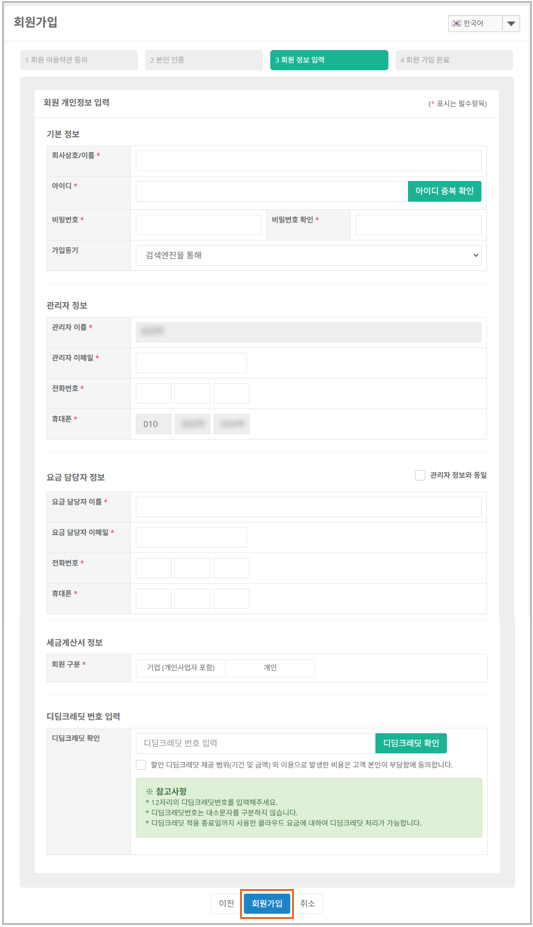 회원가입
한국어
1 회원 이용약관 동의
2 본인 인증
3 회원 정보 입력
4 회원 가입 완료
회원 개인정보 입력
(* 표시는 필수항목)
기본 정보
회사상호/이름 *
아이디 *
아이디 중복 확인
비밀번호 *
비밀번호 확인 *
가입동기
검색엔진을 통해
관리자 정보
관리자 이름 *
관리자 이메일 *
전화번호 *
휴대폰 *
010
요금 담당자 정보
관리자 정보와 동일
요금 담당자 이름 *
요금 담당자 이메일 *
전화번호 *
휴대폰 *
세금계산서 정보
회원 구분 *
기업 (개인사업자 포함)
개인
디딤크레딧 번호 입력
디딤크레딧 확인
디딤크레딧 번호 입력
디딤크레딧 확인
할인 디딤크레딧 제공 범위(기간 및 금액) 외 이용으로 발생한 비용은 고객 본인이 부담함에 동의합니다.
※ 참고사항
* 12자리의 디딤크레딧번호를 입력해주세요.
* 디딤크레딧번호는 대소문자를 구분하지 않습니다.
* 디딤크레딧 적용 종료일까지 사용한 클라우드 요금에 대하여 디딤크레딧 처리가 가능합니다.
이전
회원가입
취소